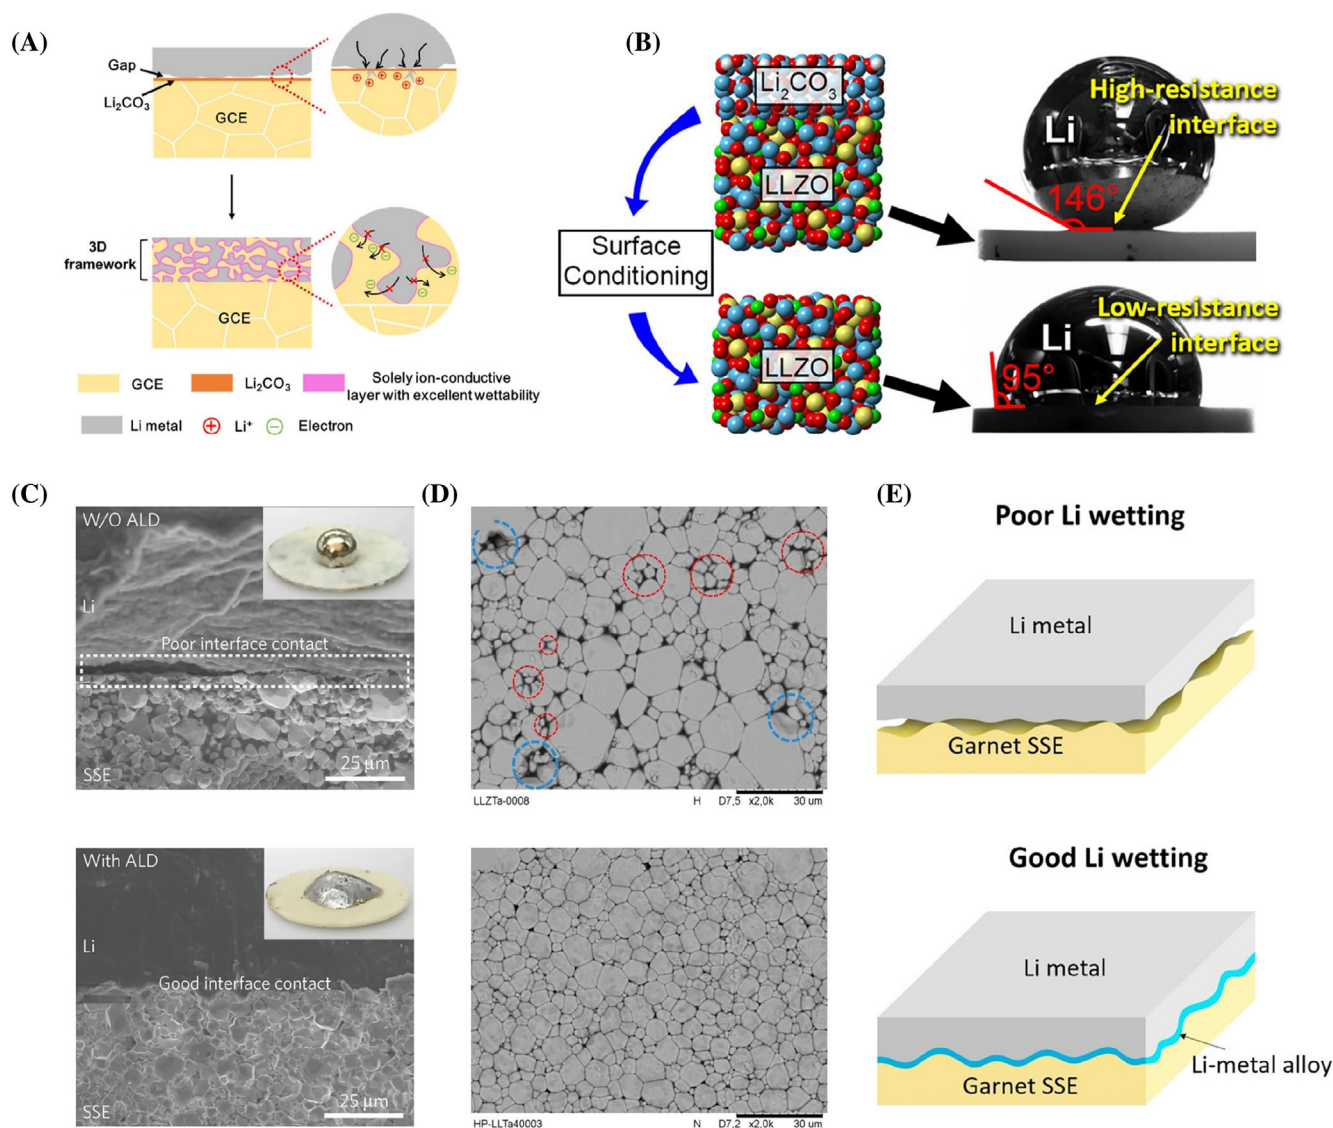 (A)
Gap
Li₂CO₃
GCE
3D
framework
GCE
GCE
Li₂CO₃
Solely ion-conductive
layer with excellent wettability
Li metal
+ Li⁺
− Electron
(B)
Li₂CO₃
LLZO
Surface
Conditioning
LLZO
Li
High-resistance
interface
146°
Li
Low-resistance
interface
95°
(C)
W/O ALD
Li
Poor interface contact
25 μm
SSE
With ALD
Li
Good interface contact
25 μm
SSE
(D)
LLZTa-0008 H D7,5 x2,0k 30 um
HP-LLTa40003 N D7,2 x2,0k 30 um
(E)
Poor Li wetting
Li metal
Garnet SSE
Good Li wetting
Li metal
Li-metal alloy
Garnet SSE